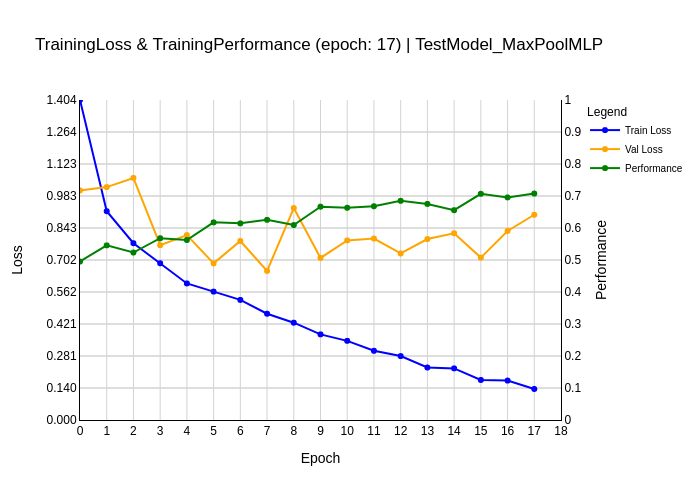 TrainingLoss & TrainingPerformance (epoch: 17) | TestModel_MaxPoolMLP
Legend
Train Loss
Val Loss
Performance
1.404
1.264
1.123
0.983
0.843
0.702
0.562
0.421
0.281
0.140
0.000
Loss
1
0.9
0.8
0.7
0.6
0.5
0.4
0.3
0.2
0.1
0
Performance
0 1 2 3 4 5 6 7 8 9 10 11 12 13 14 15 16 17 18
Epoch